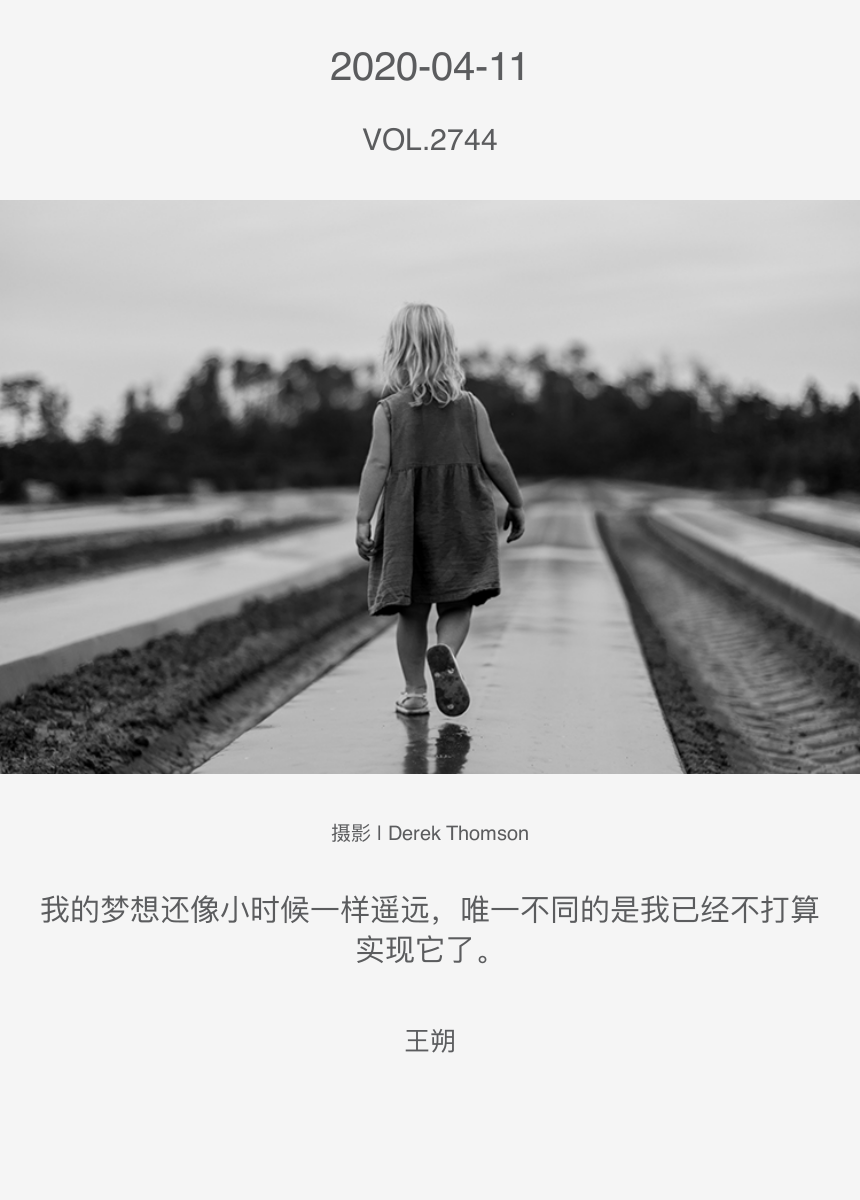 2020-04-11
VOL.2744
摄影 | Derek Thomson
我的梦想还像小时候一样遥远，唯一不同的是我已经不打算
实现它了。
王朔